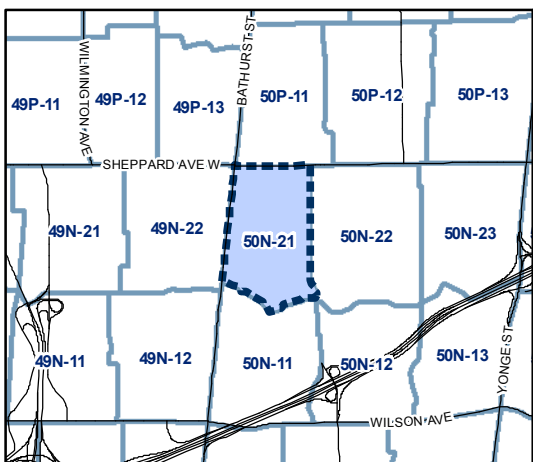 WILMINGTON AVE
BATHURST ST
49P-11
49P-12
49P-13
50P-11
50P-12
50P-13
SHEPPARD AVE W
49N-21
49N-22
50N-21
50N-22
50N-23
49N-11
49N-12
50N-11
50N-12
50N-13
YONGE ST
WILSON AVE